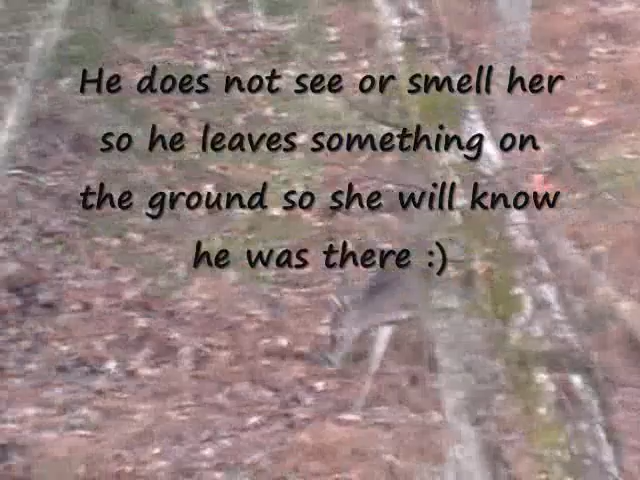 He does not see or smell her
so he leaves something on
the ground so she will know
he was there :)